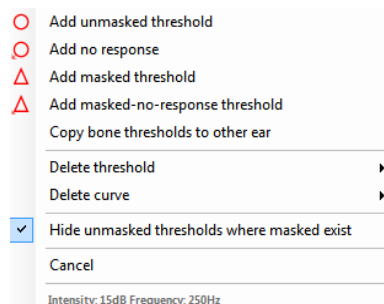 Add unmasked threshold
Add no response
Add masked threshold
Add masked-no-response threshold
Copy bone thresholds to other ear
Delete threshold
Delete curve
Hide unmasked thresholds where masked exist
Cancel
Intensity: 15dB Frequency: 250Hz